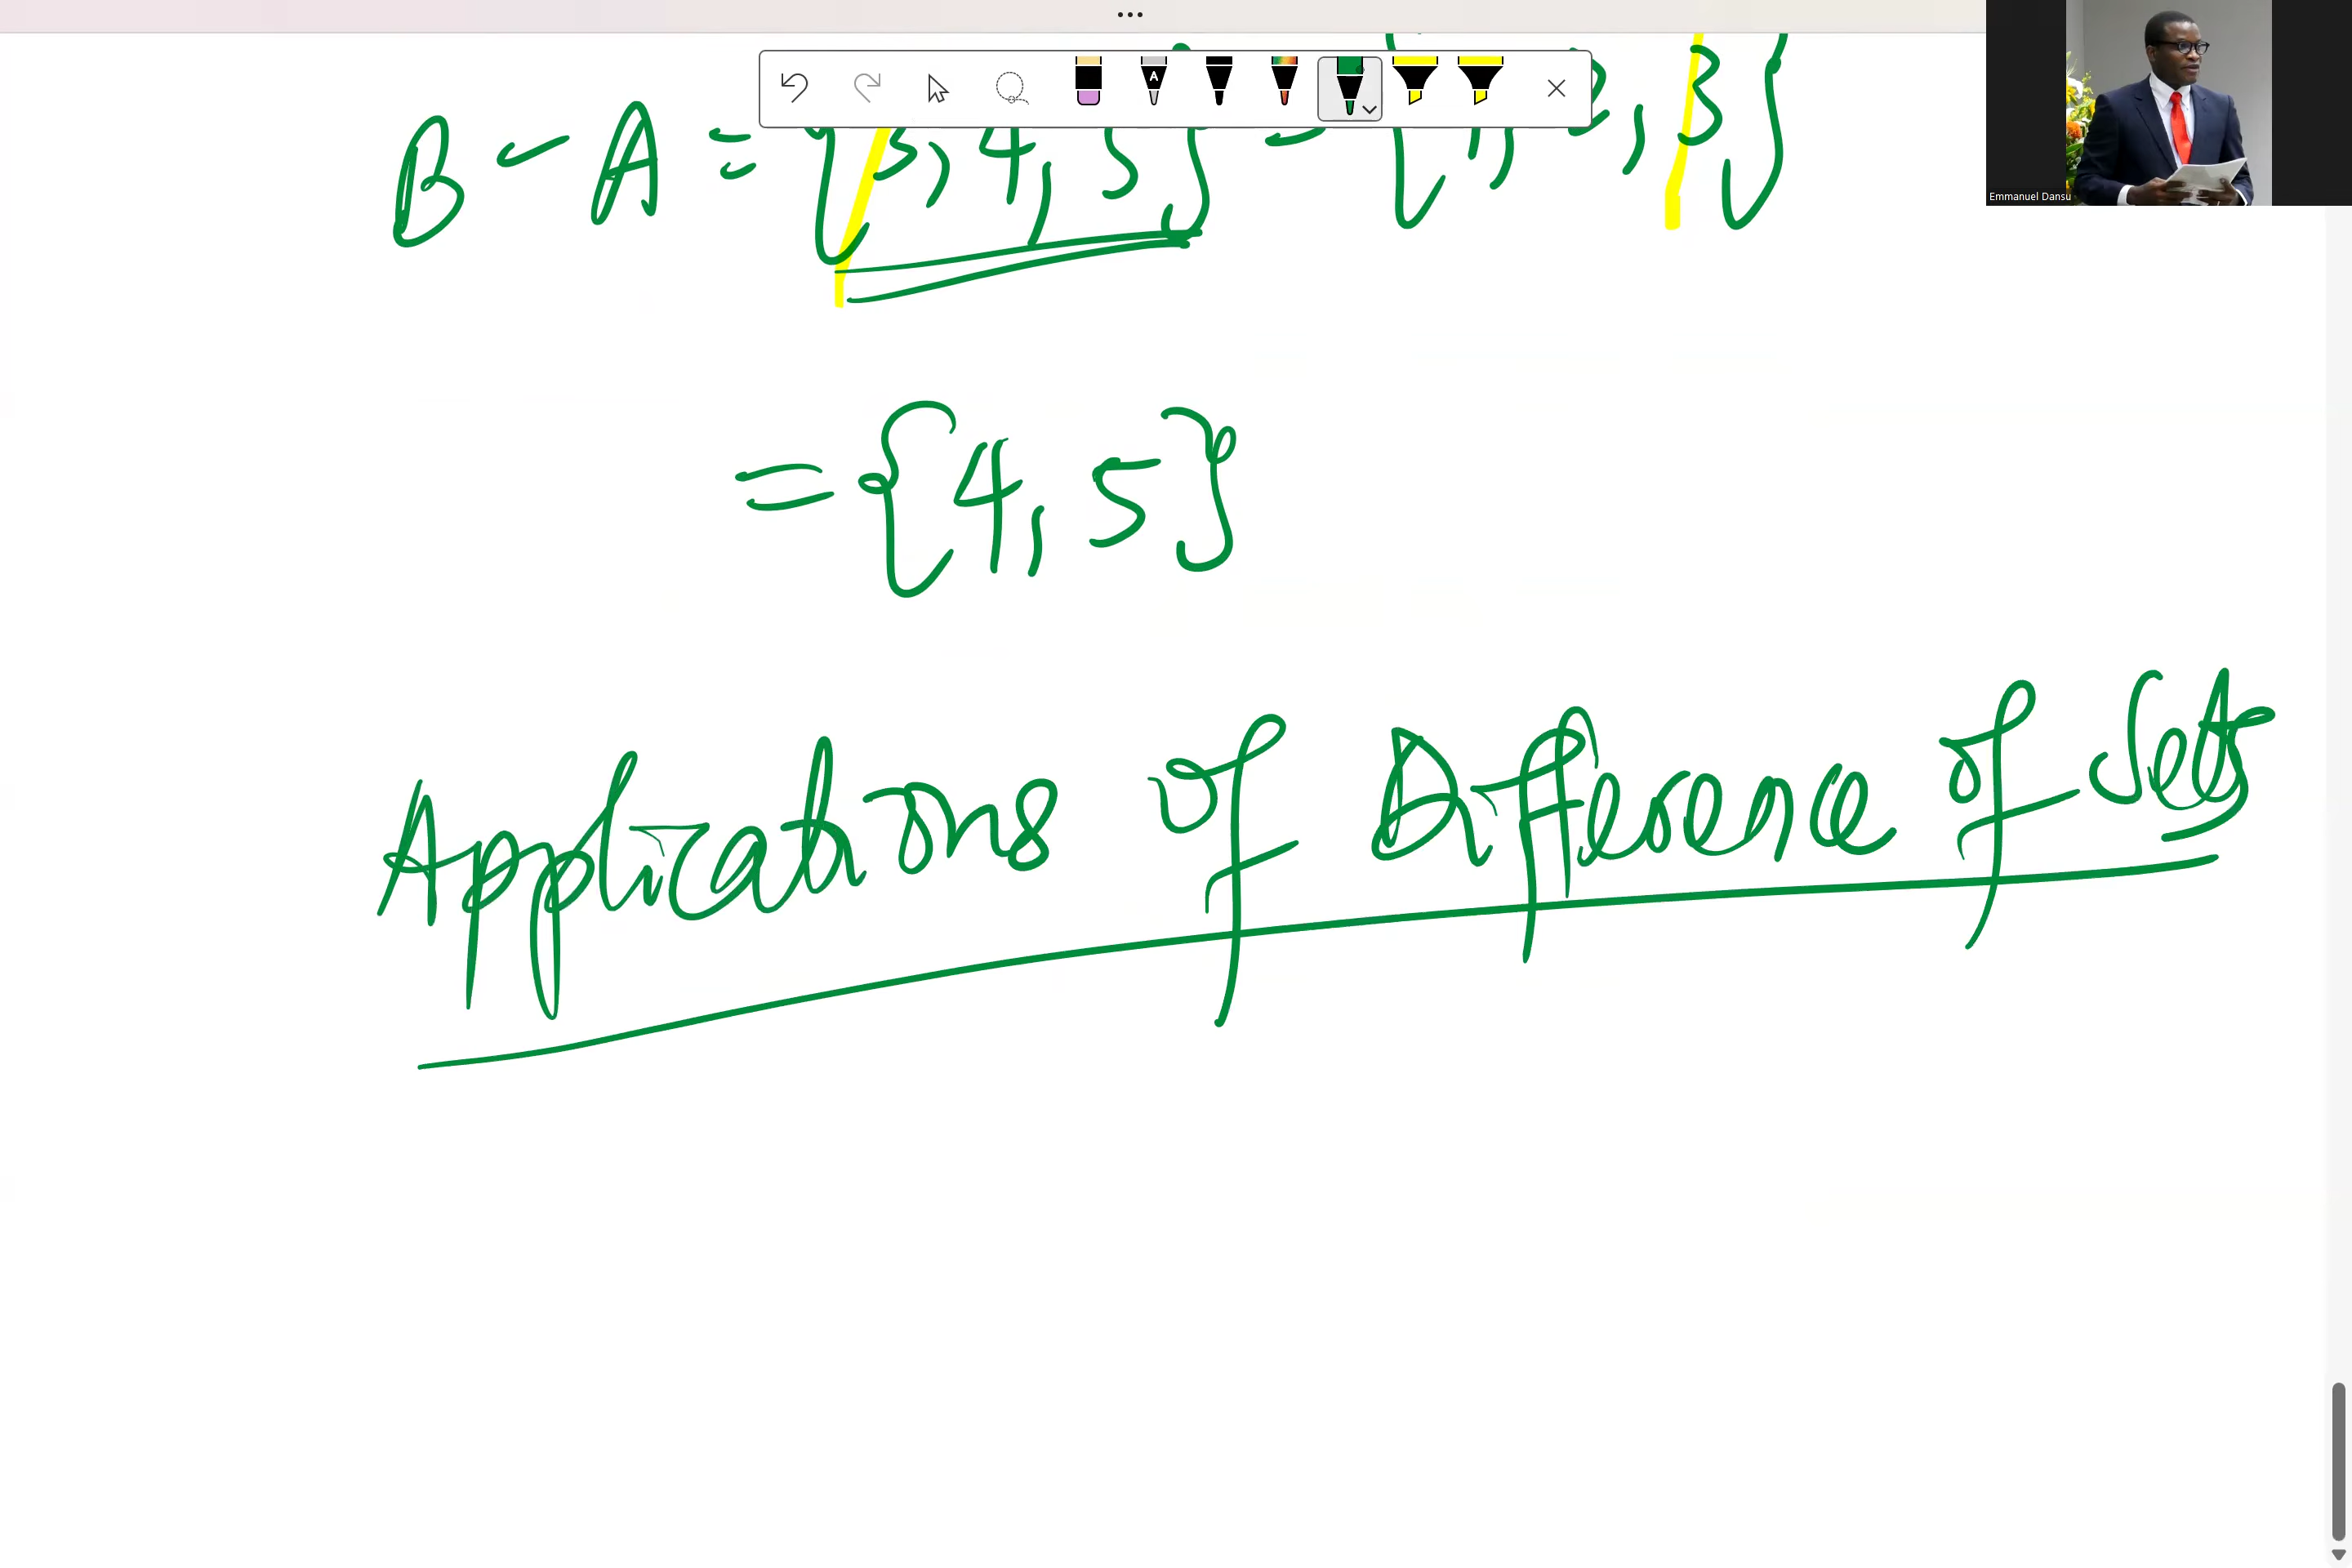 B - A = {3, 4, 5} - {1, 2, 3}
= {4, 5}
Applications of Difference of Sets
Emmanuel Dansu
A